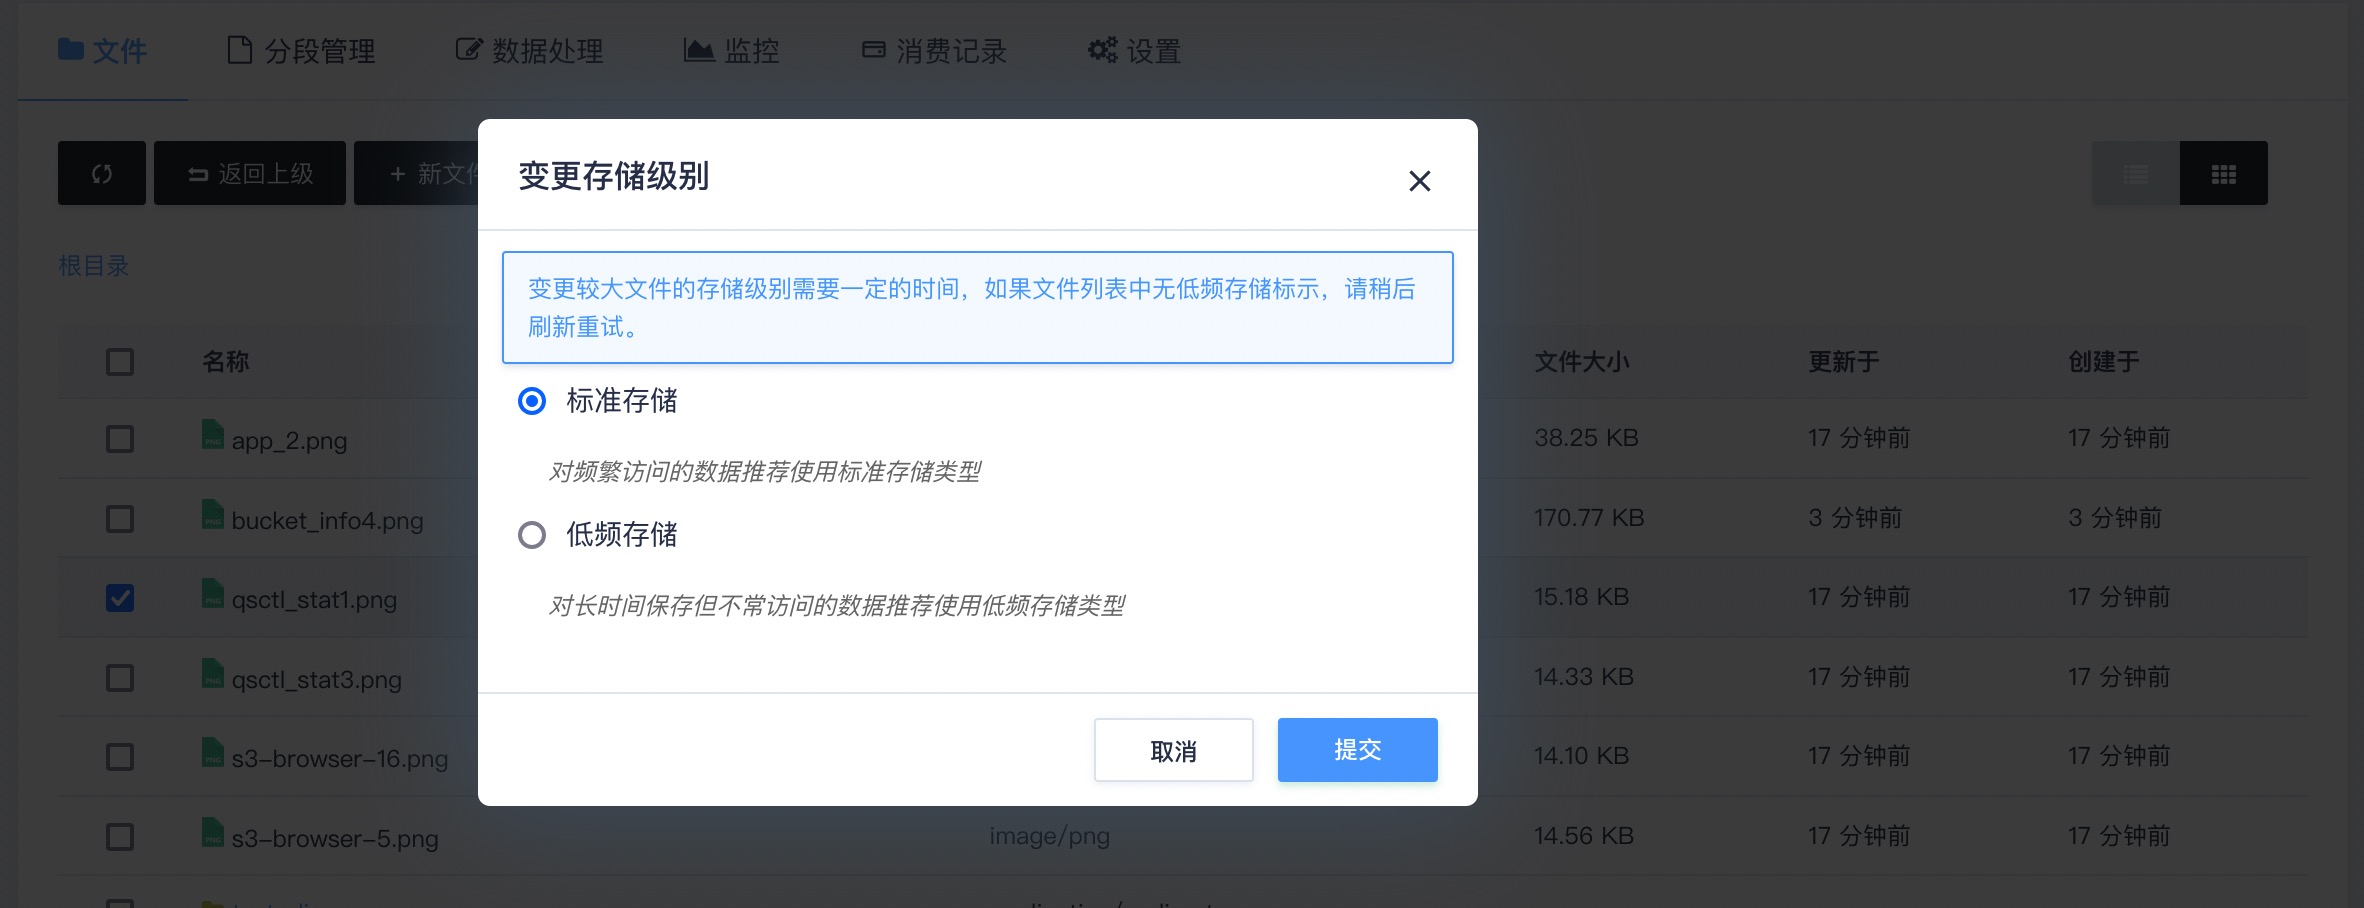 文件 分段管理 数据处理 监控 消费记录 设置
返回上级 + 新文件
根目录
变更存储级别
变更较大文件的存储级别需要一定的时间，如果文件列表中无低频存储标示，请稍后
刷新重试。
标准存储
对频繁访问的数据推荐使用标准存储类型
低频存储
对长时间保存但不常访问的数据推荐使用低频存储类型
取消 提交
名称 文件大小 更新于 创建于
app_2.png 38.25 KB 17 分钟前 17 分钟前
bucket_info4.png 170.77 KB 3 分钟前 3 分钟前
qsctl_stat1.png 15.18 KB 17 分钟前 17 分钟前
qsctl_stat3.png 14.33 KB 17 分钟前 17 分钟前
s3-browser-16.png 14.10 KB 17 分钟前 17 分钟前
s3-browser-5.png image/png 14.56 KB 17 分钟前 17 分钟前